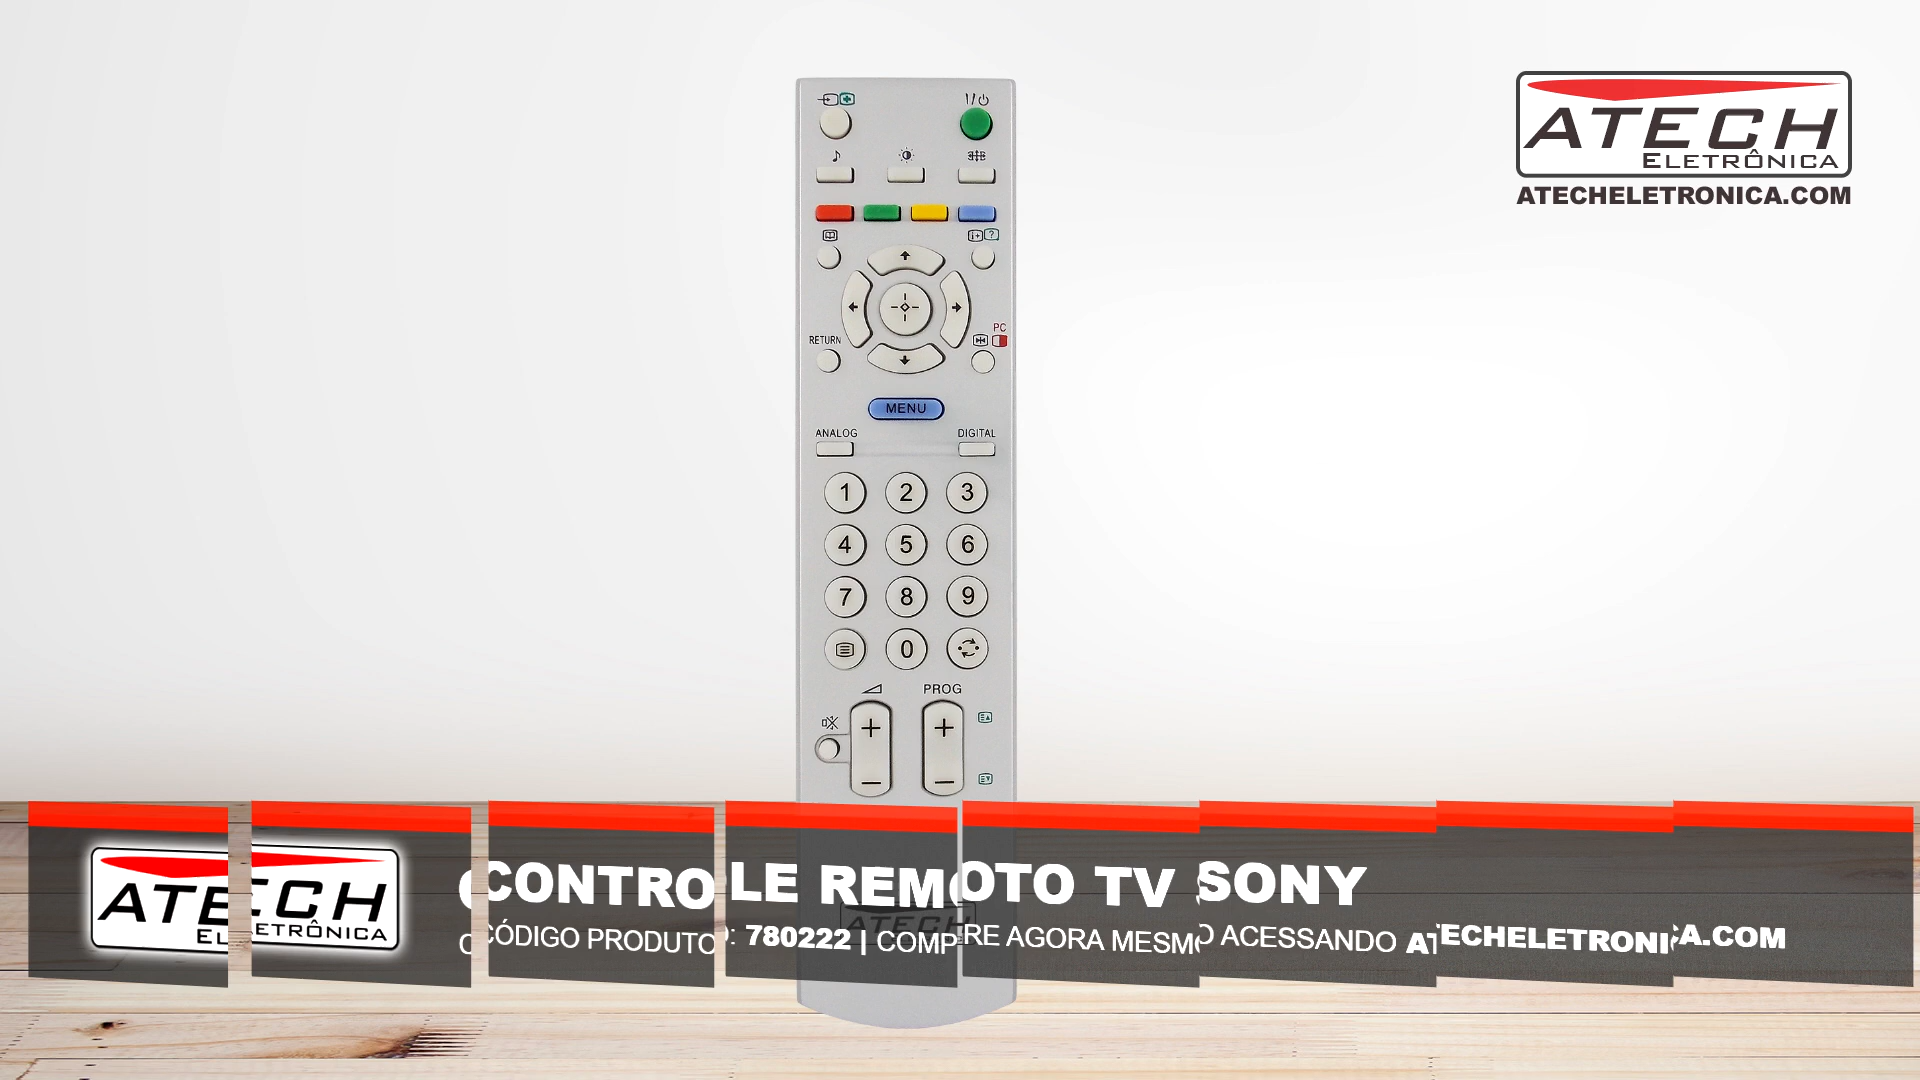 ATECH
ELETRÔNICA
ATECHELETRONICA.COM
PC
RETURN
MENU
ANALOG DIGITAL
1 2 3
4 5 6
7 8 9
0
PROG
+ +
− −
ATECH
ELETRÔNICA
CONTROLE REMOTO TV SONY
CÓDIGO PRODUTO: 780222 | COMPRE AGORA MESMO ACESSANDO ATECHELETRONICA.COM
ATECH